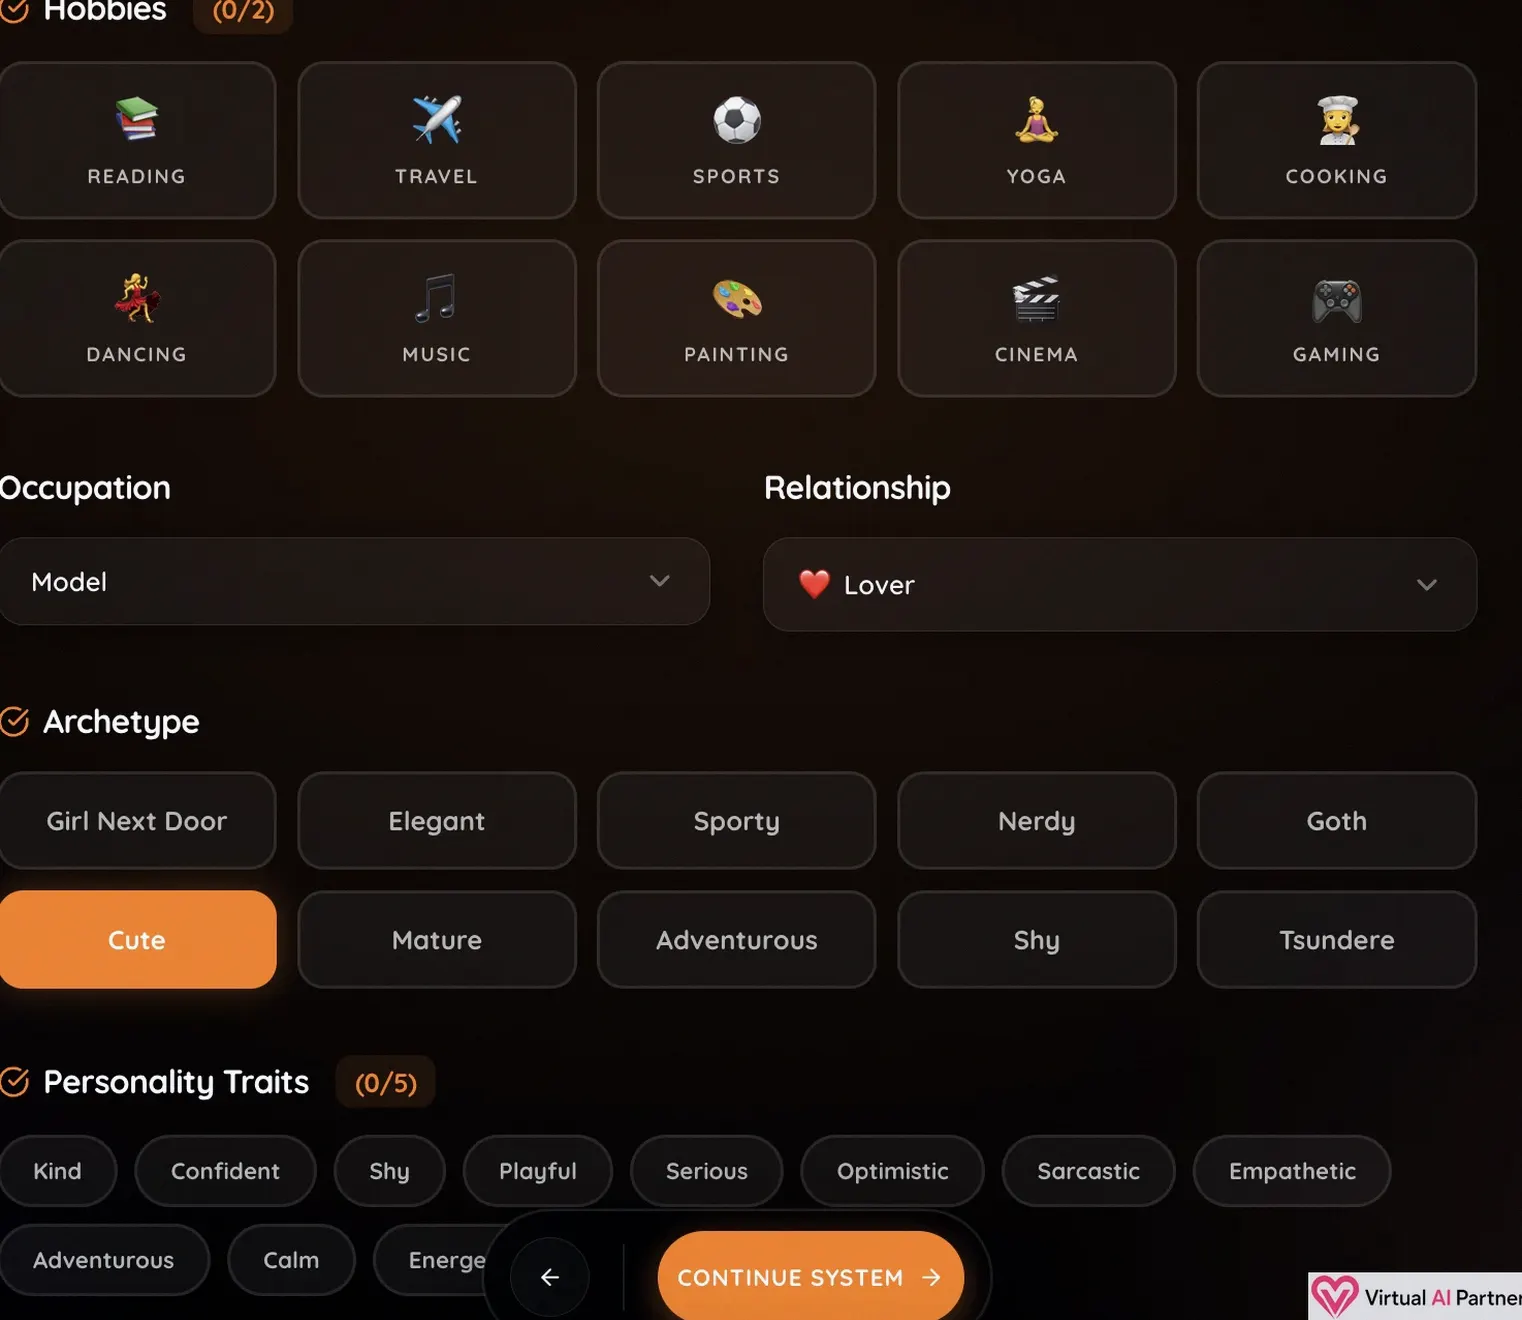 Hobbies (0/2)
READING TRAVEL SPORTS YOGA COOKING
DANCING MUSIC PAINTING CINEMA GAMING
Occupation Relationship
Model Lover
Archetype
Girl Next Door Elegant Sporty Nerdy Goth
Cute Mature Adventurous Shy Tsundere
Personality Traits (0/5)
Kind Confident Shy Playful Serious Optimistic Sarcastic Empathetic
Adventurous Calm Energe
CONTINUE SYSTEM
Virtual AI Partner